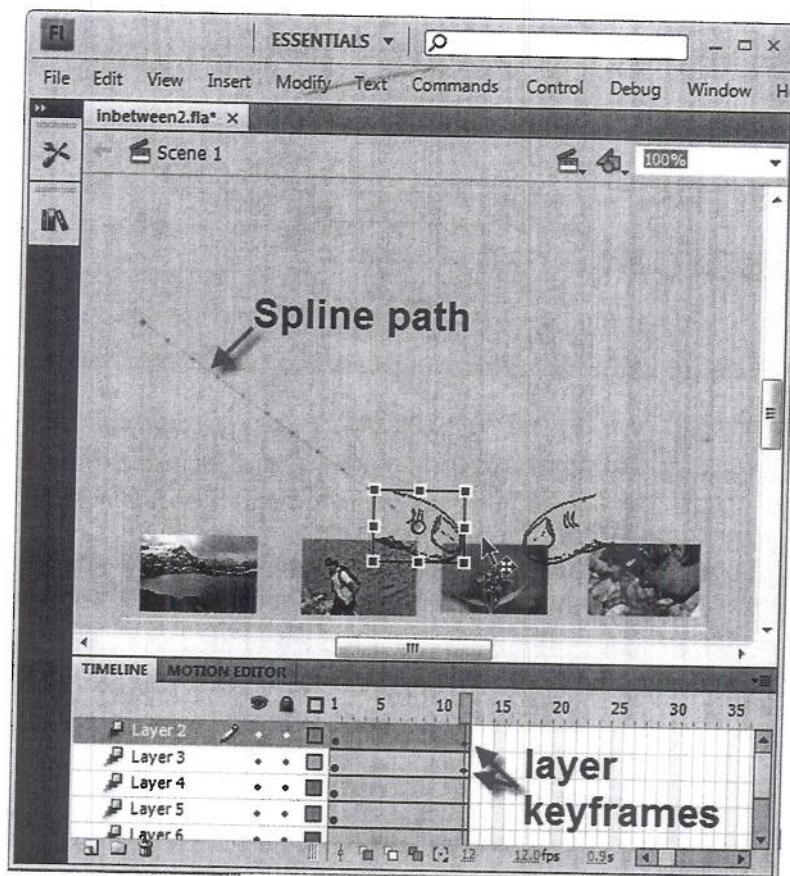 Fl ESSENTIALS
File Edit View Insert Modify Text Commands Control Debug Window H
inbetween2.fla* ×
Scene 1 100%
Spline path
TIMELINE MOTION EDITOR
1 5 10 15 20 25 30 35
Layer 2
Layer 3
Layer 4
Layer 5
Layer 6
layer
keyframes
12 12.0fps 0.9s